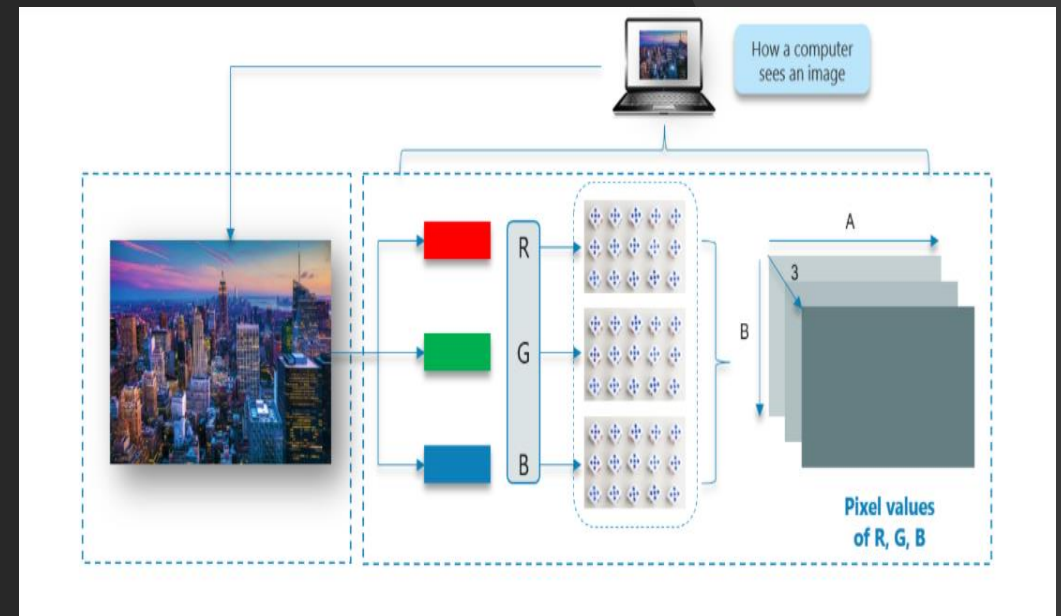 How a computer
sees an image
R
G
B
A
3
B
Pixel values
of R, G, B